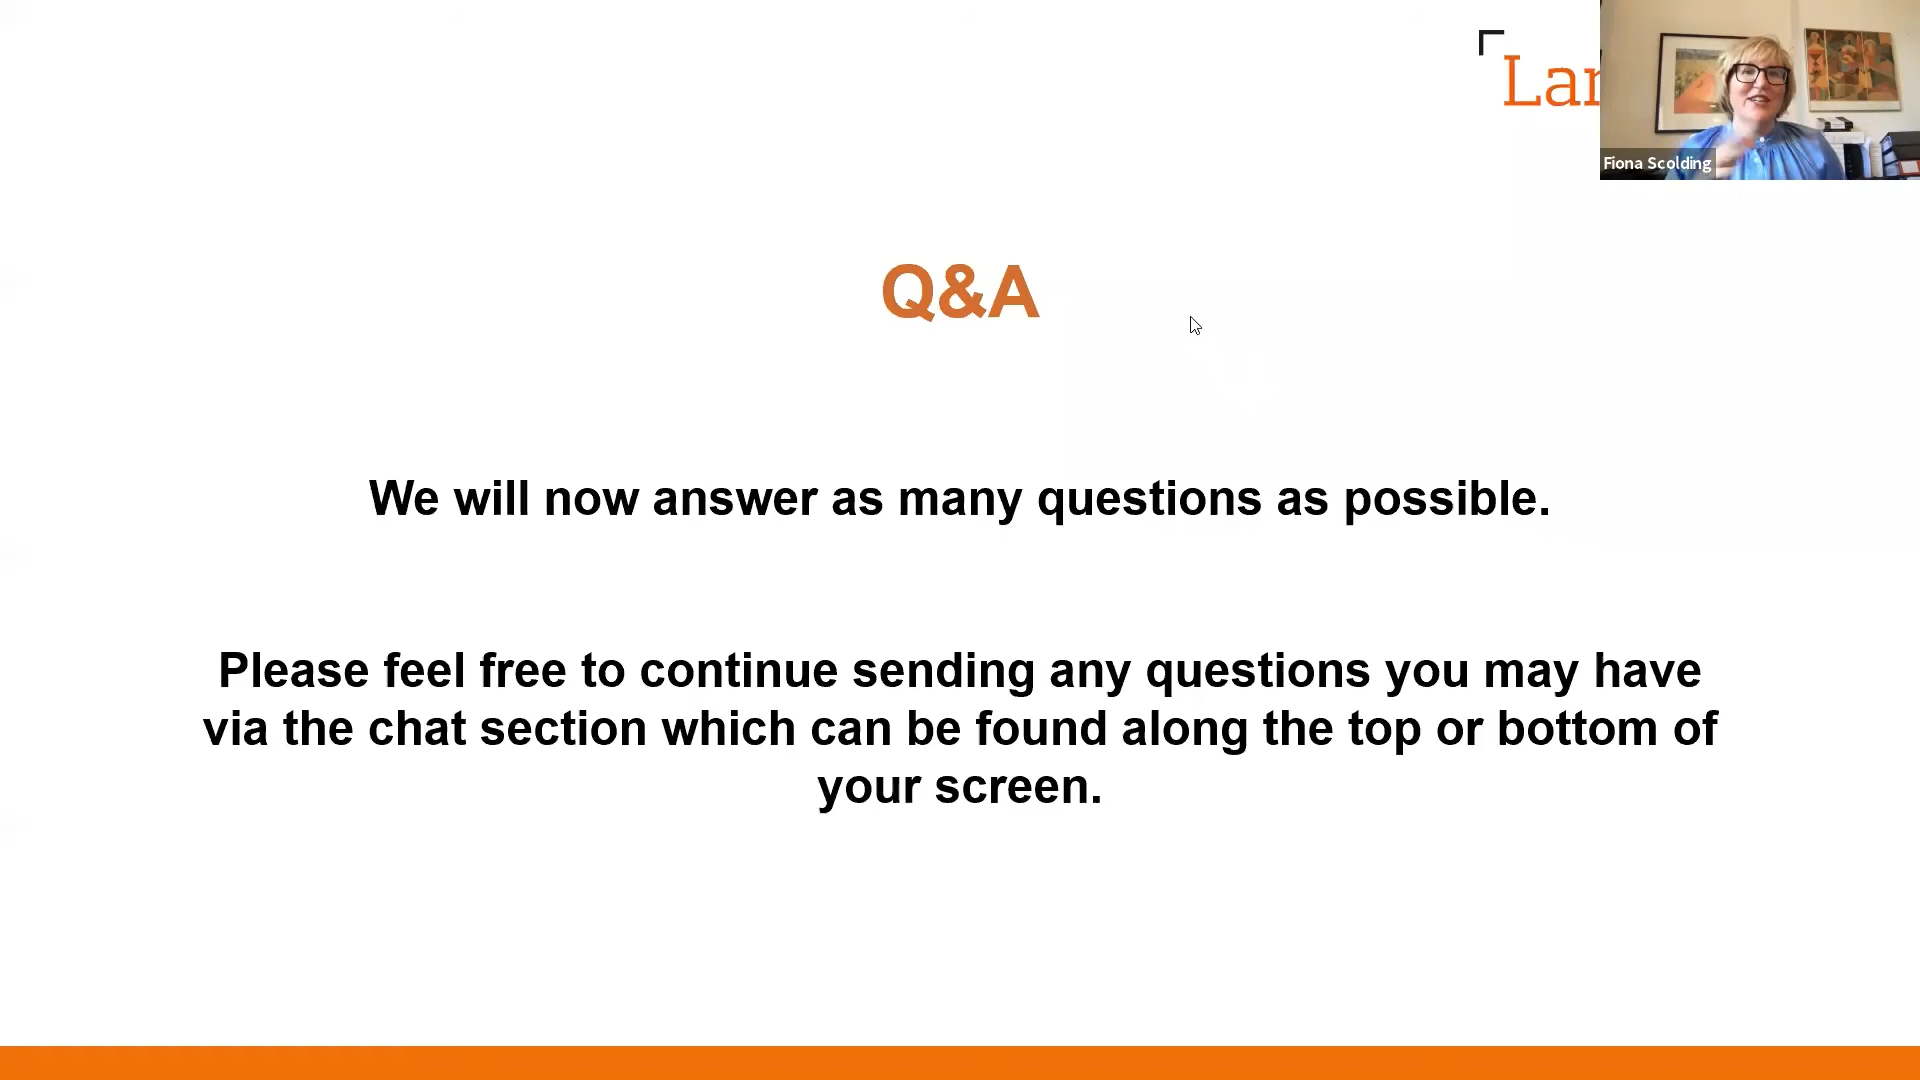 Lar
Fiona Scolding
Q&A
We will now answer as many questions as possible.
Please feel free to continue sending any questions you may have
via the chat section which can be found along the top or bottom of
your screen.